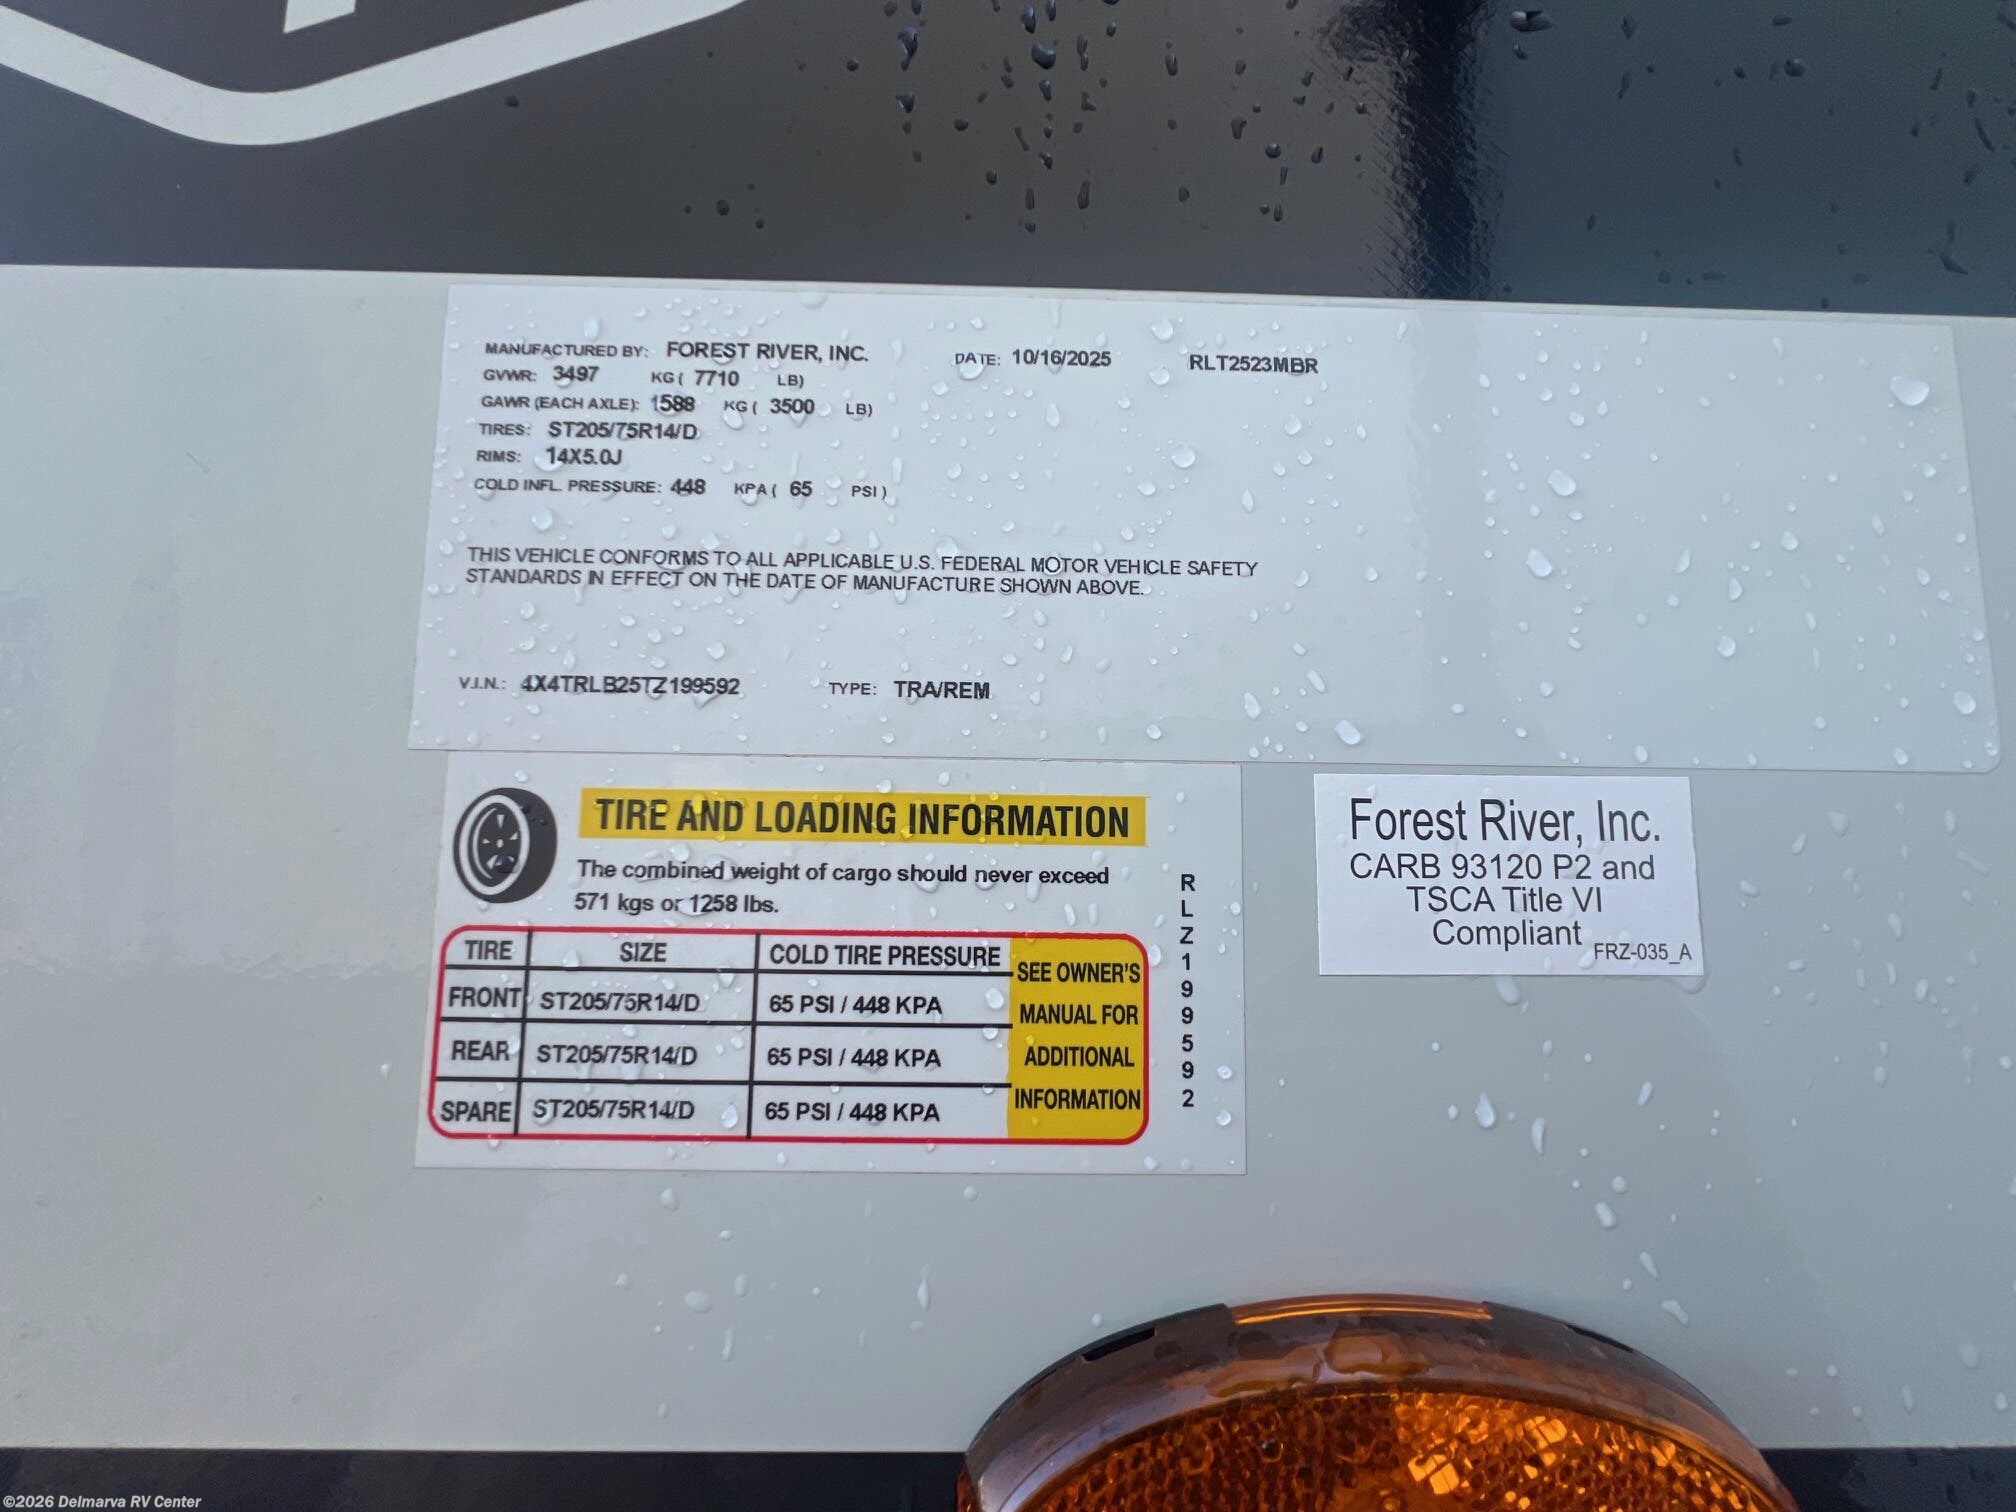 MANUFACTURED BY: FOREST RIVER, INC. DATE: 10/16/2025 RLT2523MBR
GVWR: 3497 KG ( 7710 LB)
GAWR (EACH AXLE): 1588 KG ( 3500 LB)
TIRES: ST205/75R14/D
RIMS: 14X5.0J
COLD INFL. PRESSURE: 448 KPA ( 65 PSI )
THIS VEHICLE CONFORMS TO ALL APPLICABLE U.S. FEDERAL MOTOR VEHICLE SAFETY
STANDARDS IN EFFECT ON THE DATE OF MANUFACTURE SHOWN ABOVE.
V.I.N.: 4X4TRLB25TZ199592 TYPE: TRA/REM
TIRE AND LOADING INFORMATION
The combined weight of cargo should never exceed
571 kgs or 1258 lbs.
TIRE SIZE COLD TIRE PRESSURE
FRONT ST205/75R14/D 65 PSI / 448 KPA
REAR ST205/75R14/D 65 PSI / 448 KPA
SPARE ST205/75R14/D 65 PSI / 448 KPA
SEE OWNER'S
MANUAL FOR
ADDITIONAL
INFORMATION
RLZ199592
Forest River, Inc.
CARB 93120 P2 and
TSCA Title VI
Compliant
FRZ-035_A
©2026 Delmarva RV Center